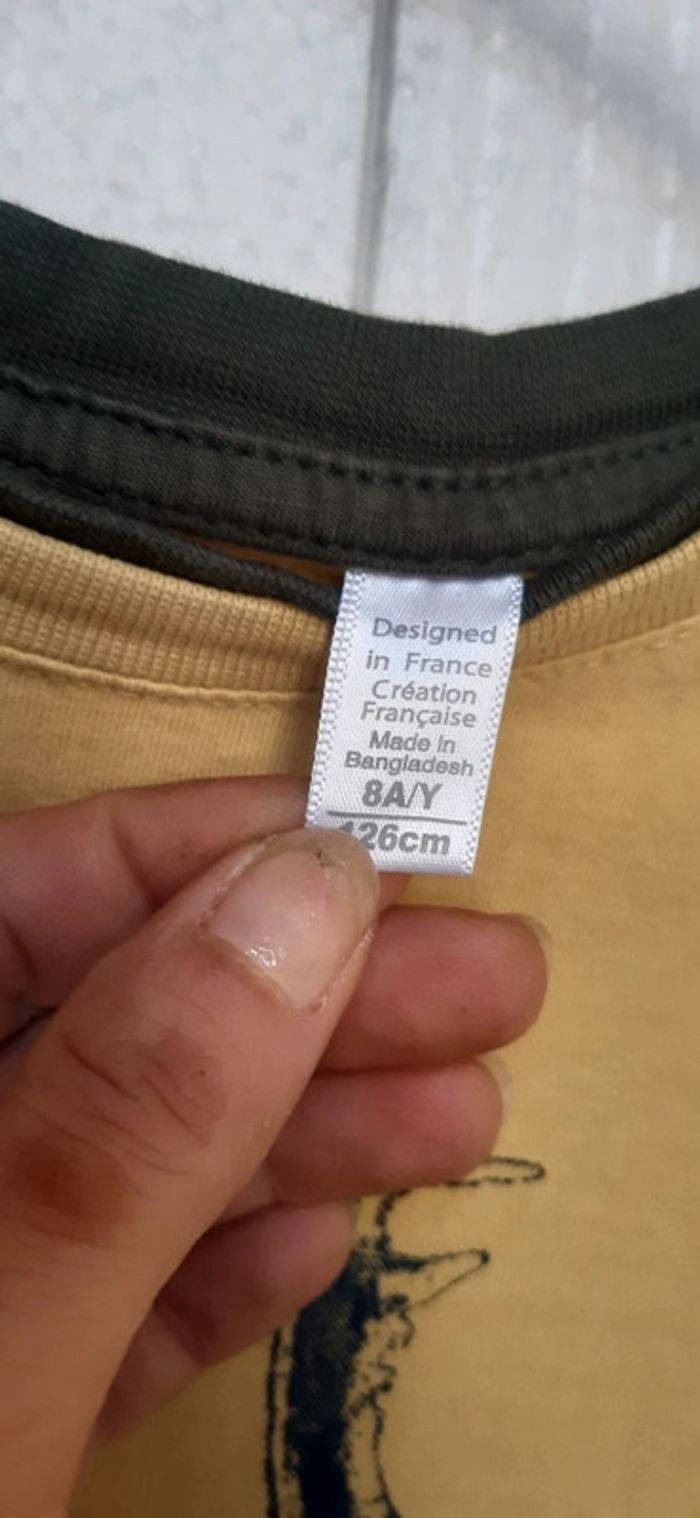 Designed
in France
Création
Française
Made in
Bangladesh
8A/Y
126cm